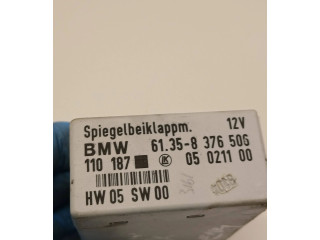 Spiegelbeiklappm. 12V
BMW 61.35-8 376 506
110 187 05 0211 00
HW 05 SW 00